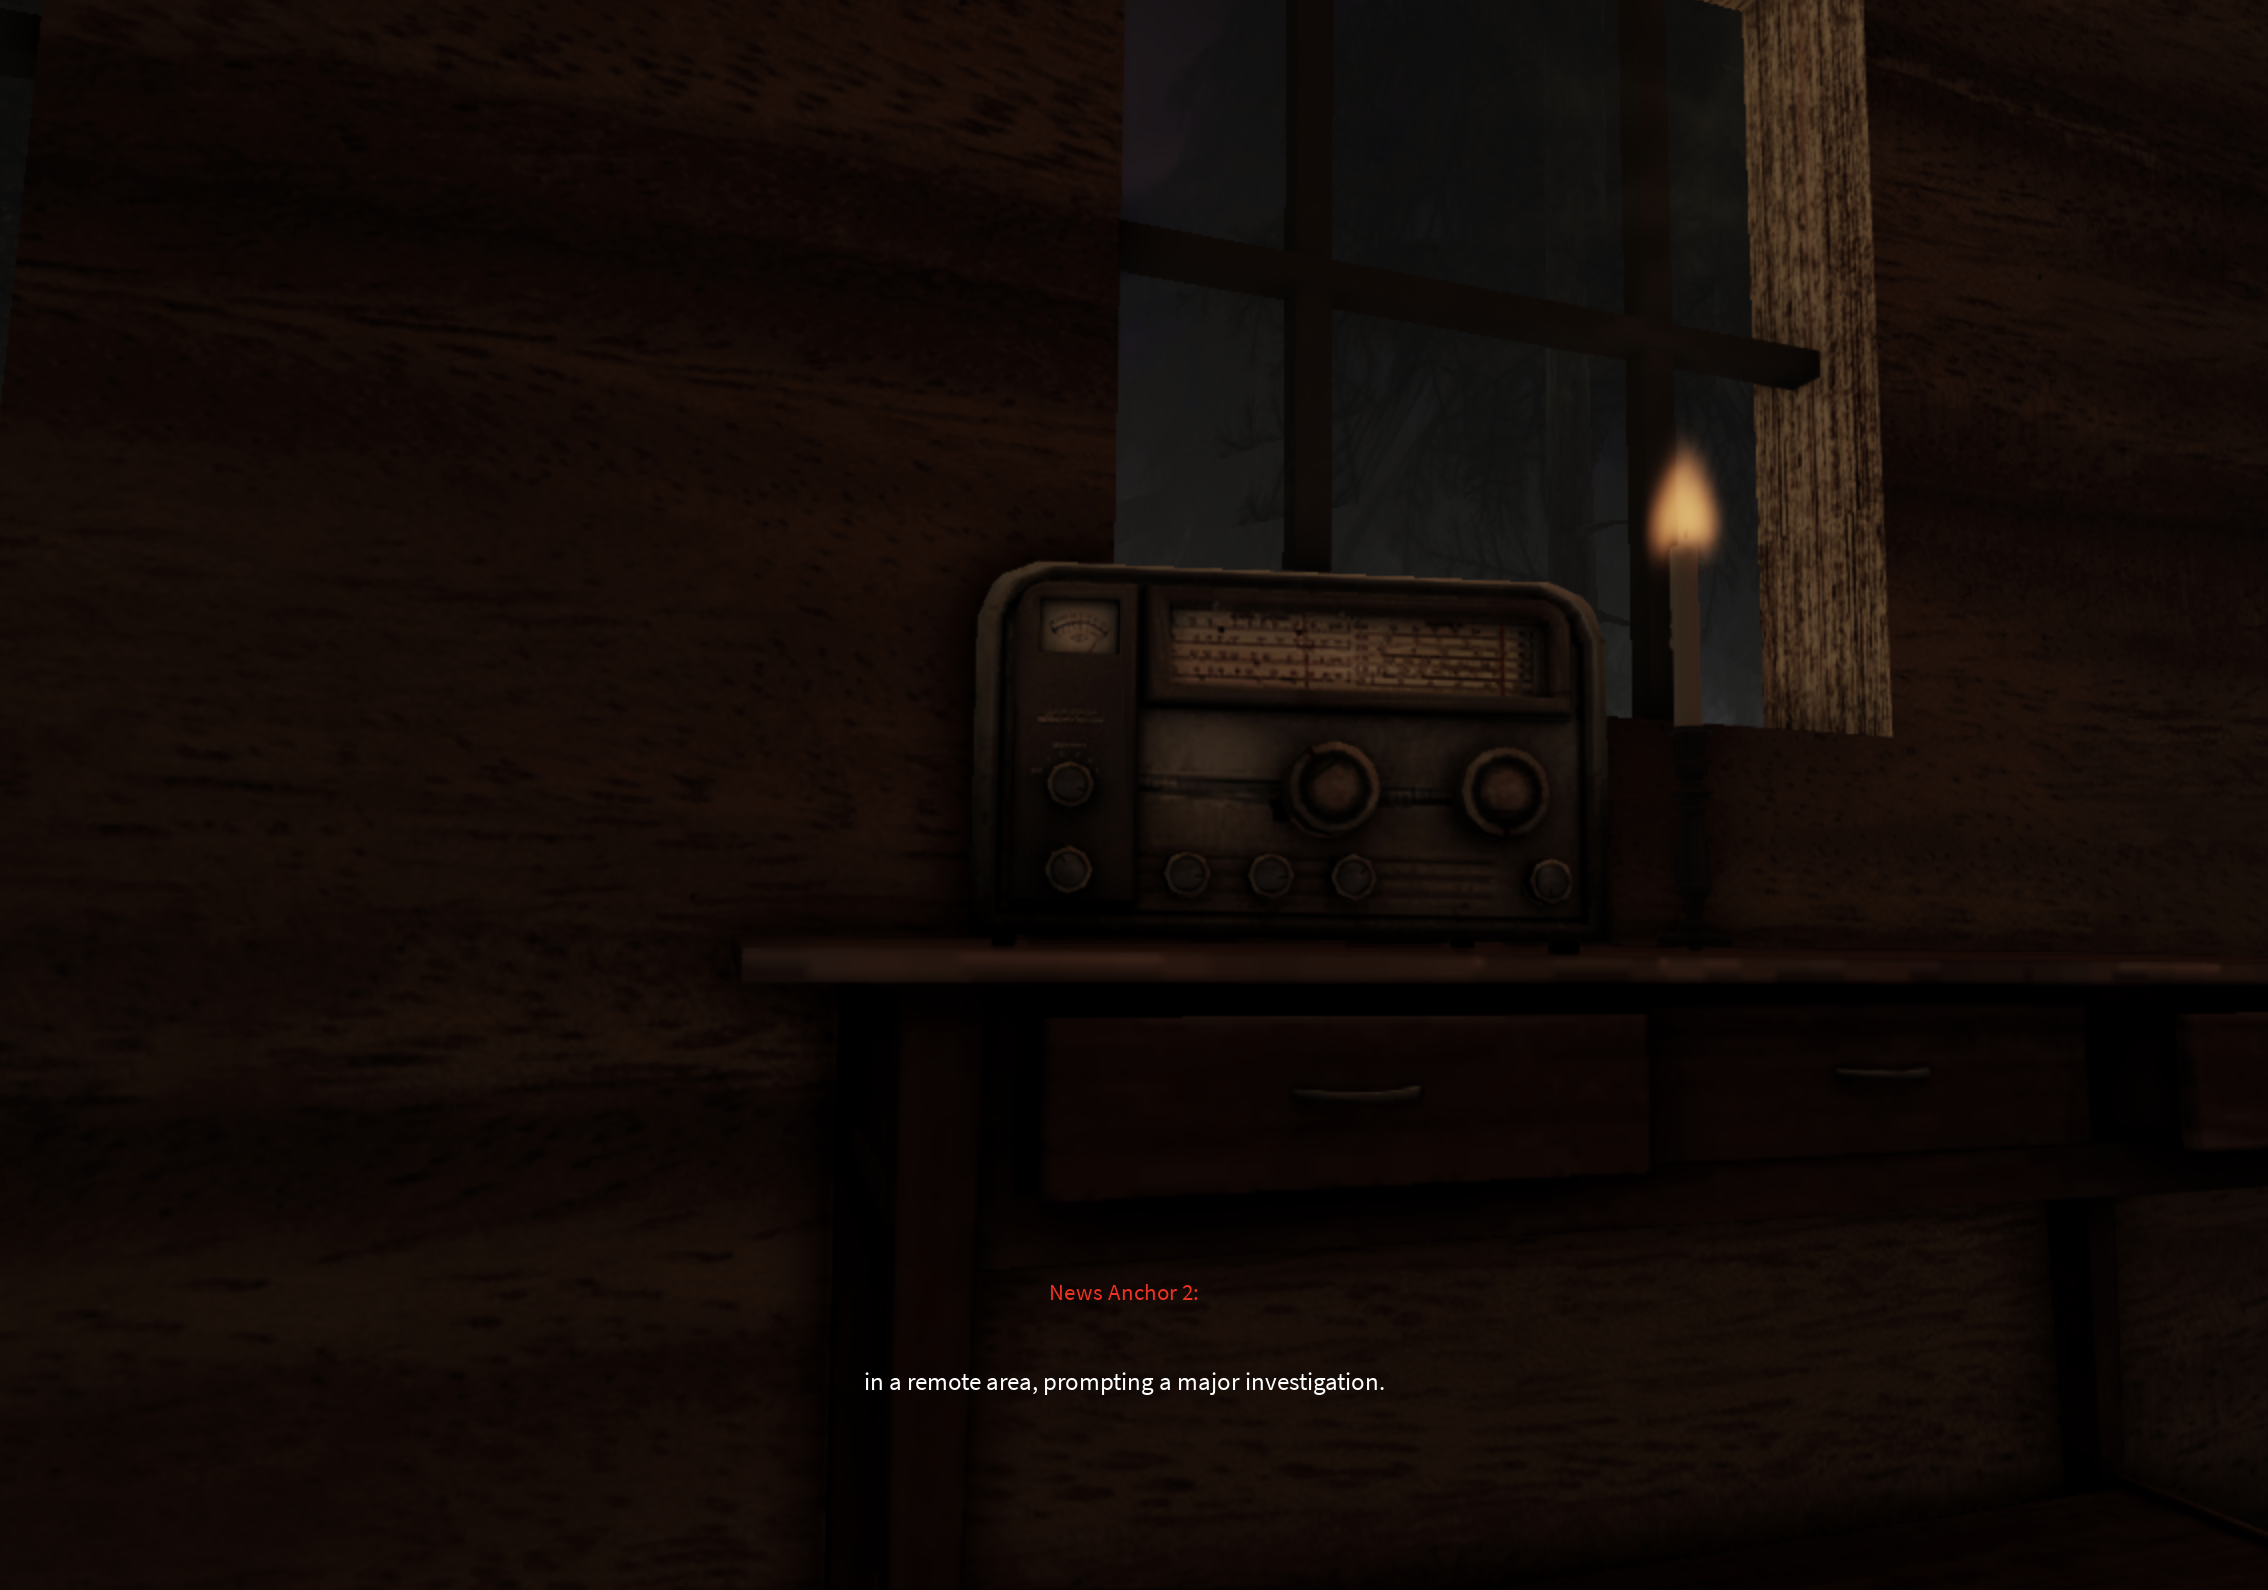 News Anchor 2:
in a remote area, prompting a major investigation.